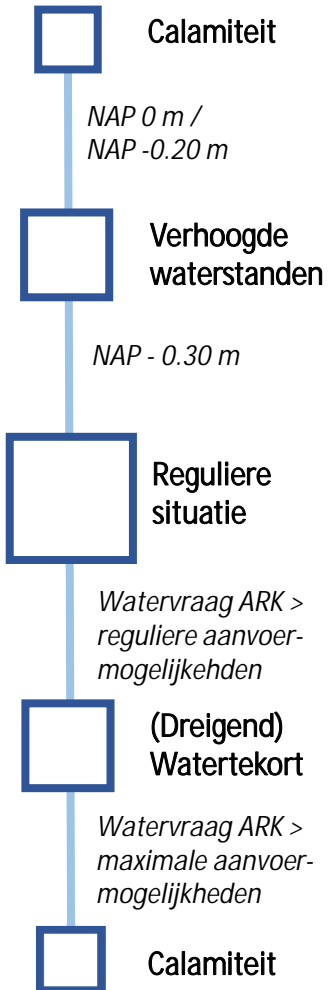 Calamiteit
NAP 0 m /
NAP -0.20 m
Verhoogde
waterstanden
NAP - 0.30 m
Reguliere
situatie
Watervraag ARK >
reguliere aanvoer-
mogelijkehden
(Dreigend)
Watertekort
Watervraag ARK >
maximale aanvoer-
mogelijkheden
Calamiteit